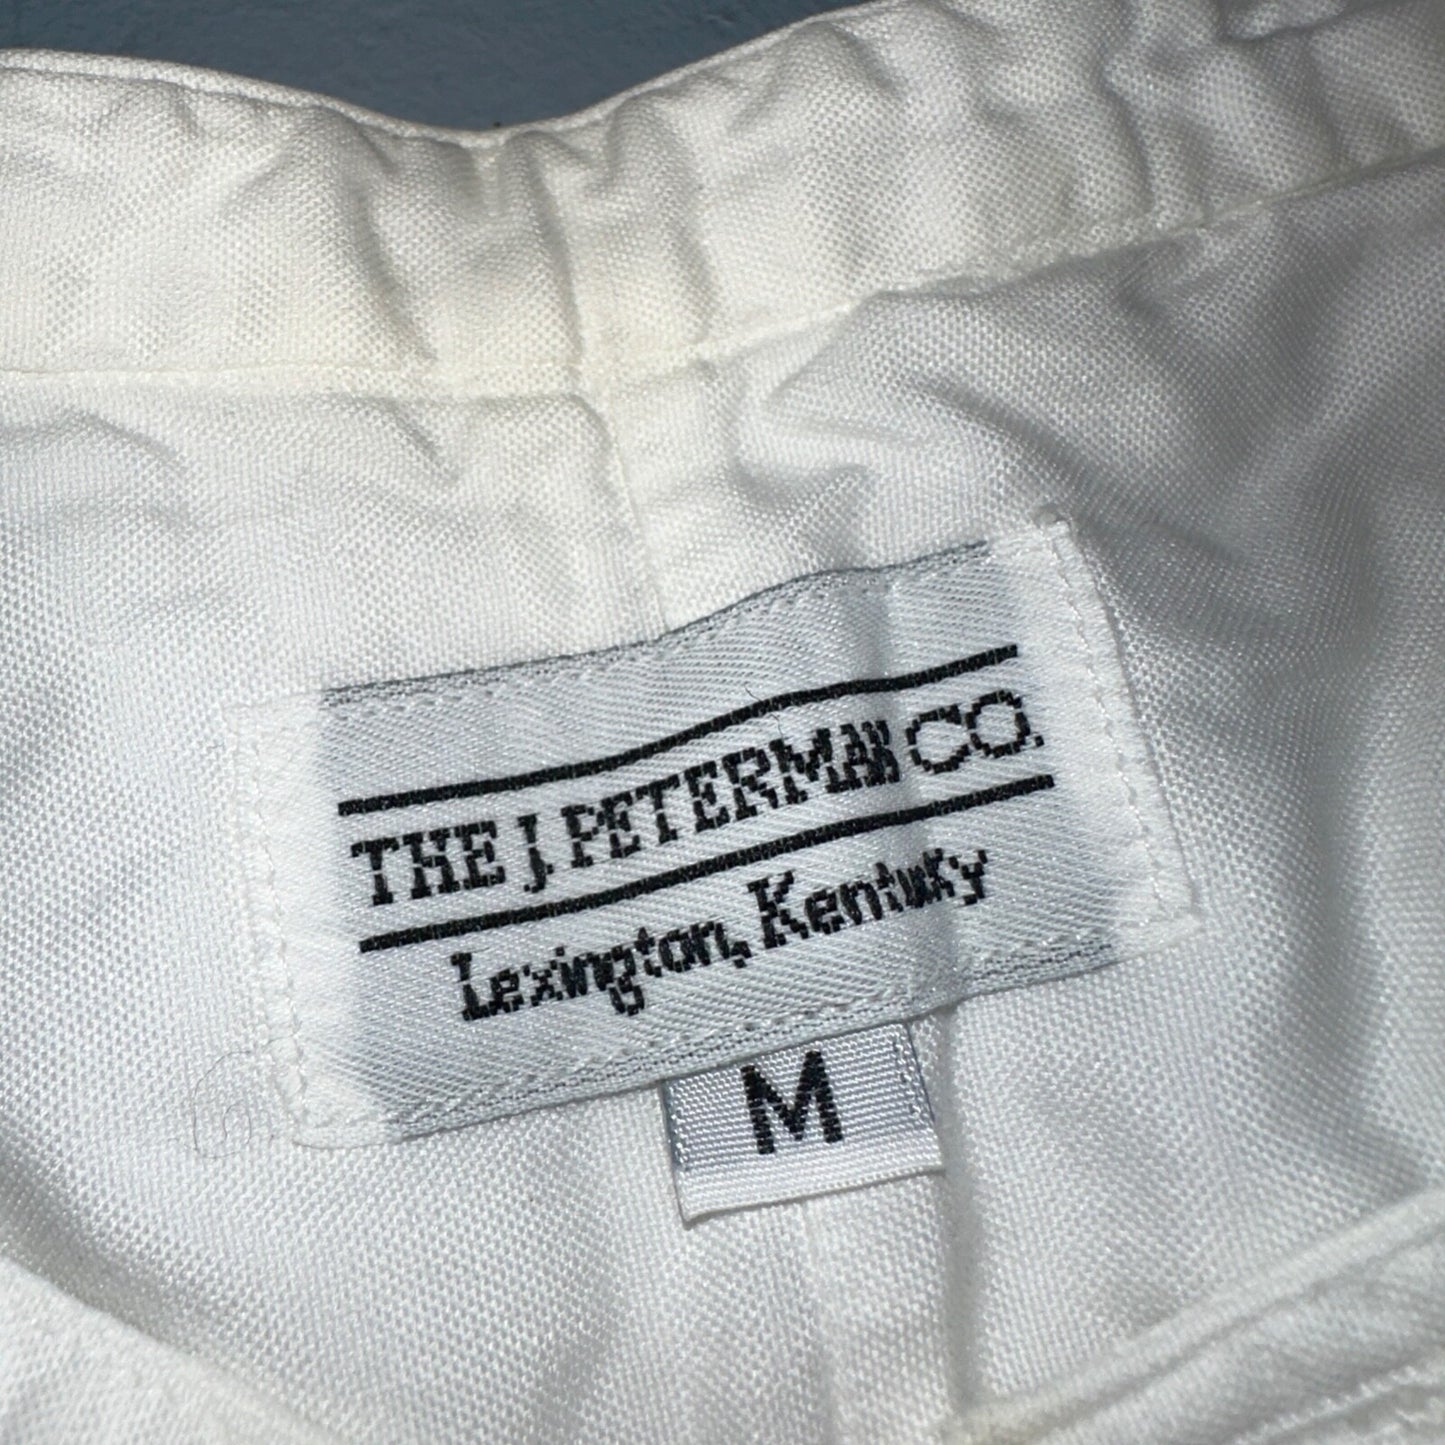 THE J. PETERMAN CO.
Lexington, Kentucky
M